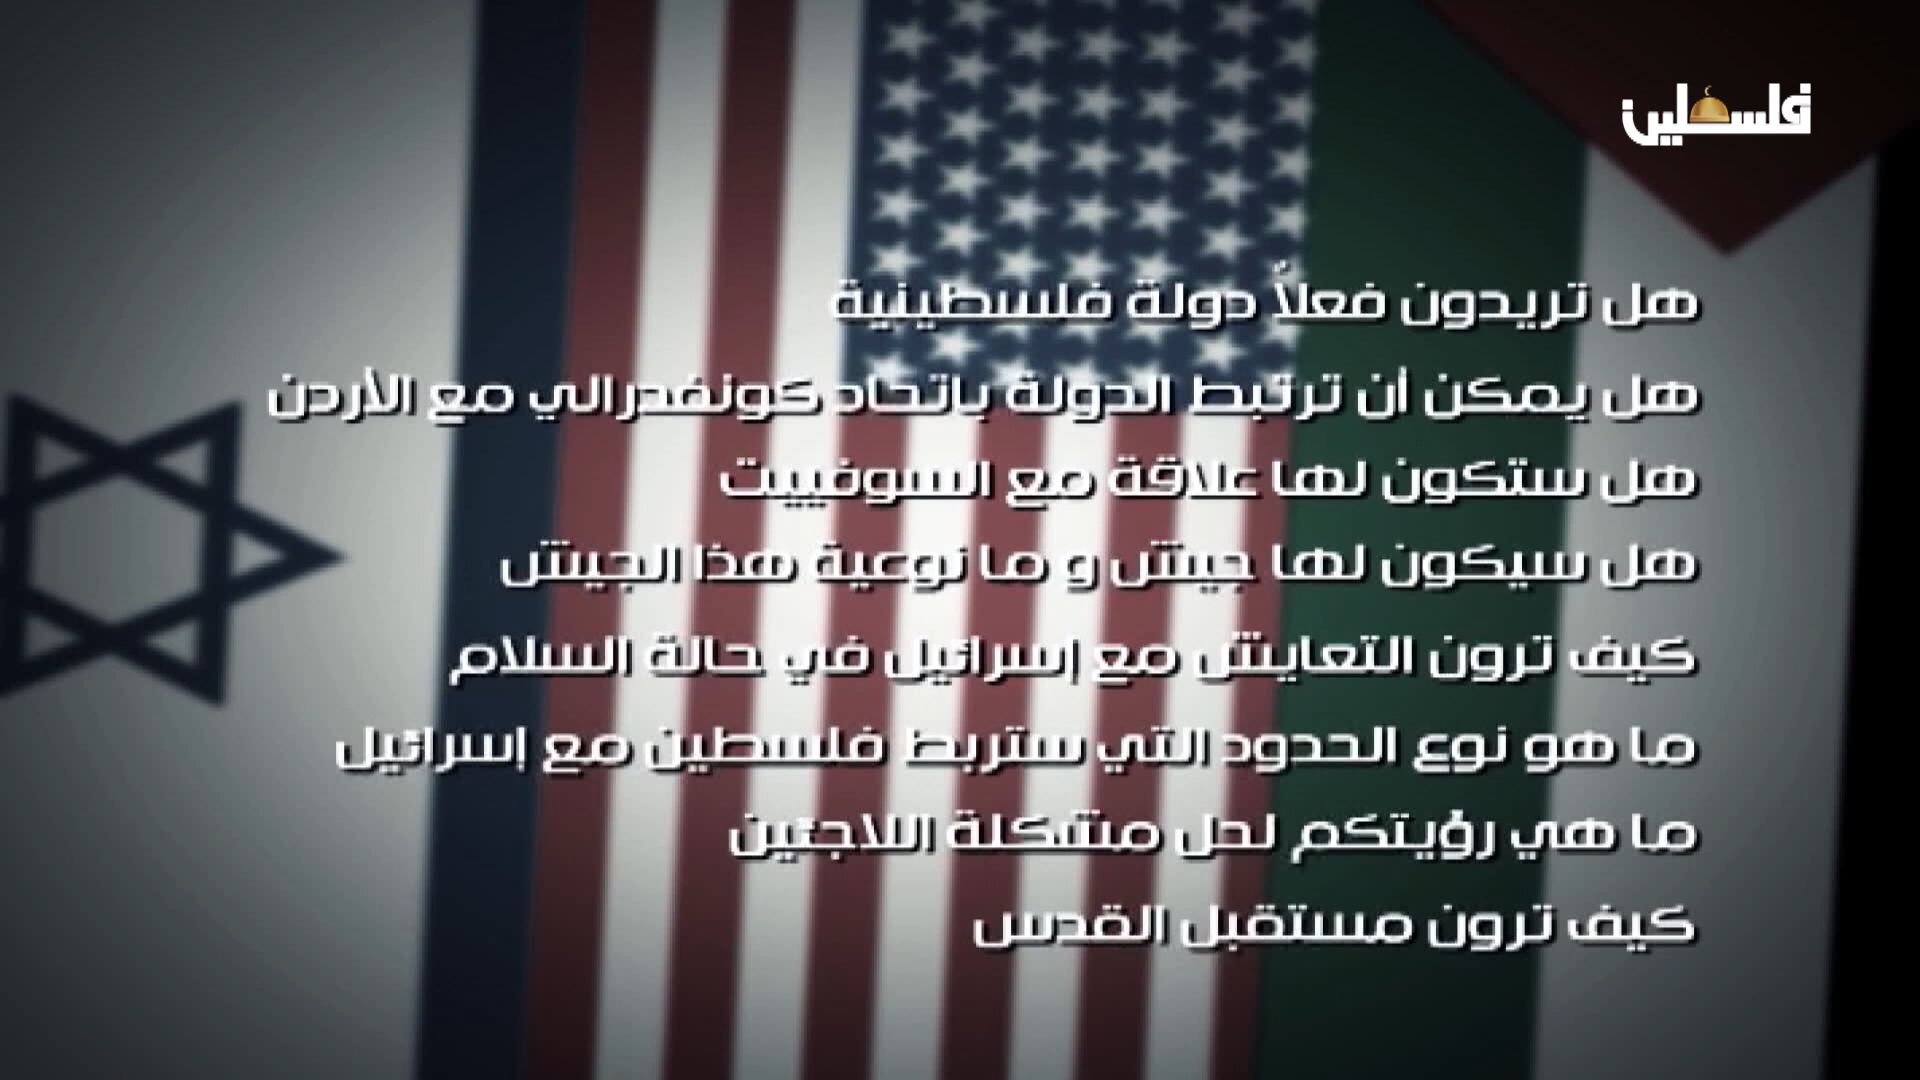 فلسطين
هل تريدون فعلاً دولة فلسطينية
هل يمكن أن ترتبط الدولة باتحاد كونفدرالي مع الأردن
هل ستكون لها علاقة مع السوفييت
هل سيكون لها جيش و ما نوعية هذا الجيش
كيف ترون التعايش مع إسرائيل في حالة السلام
ما هو نوع الحدود التي ستربط فلسطين مع إسرائيل
ما هي رؤيتكم لحل مشكلة اللاجئين
كيف ترون مستقبل القدس